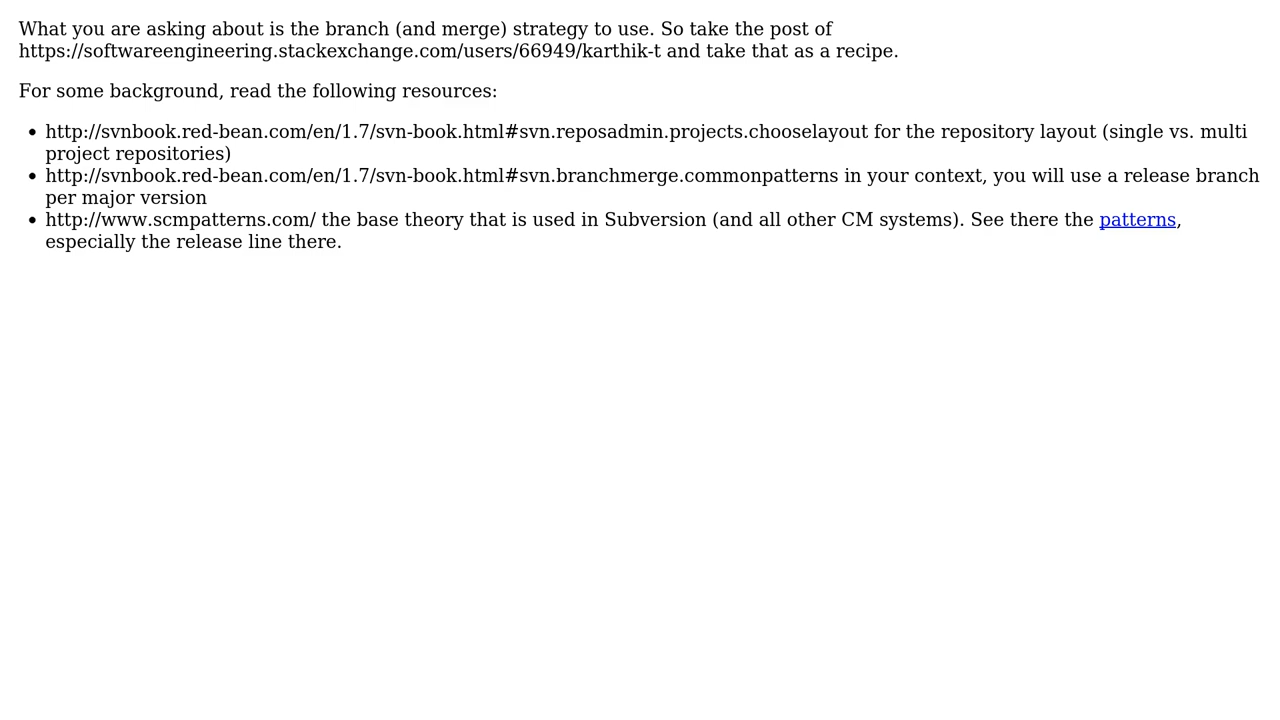 What you are asking about is the branch (and merge) strategy to use. So take the post of
https://softwareengineering.stackexchange.com/users/66949/karthik-t and take that as a recipe.
For some background, read the following resources:
• http://svnbook.red-bean.com/en/1.7/svn-book.html#svn.reposadmin.projects.chooselayout for the repository layout (single vs. multi
project repositories)
• http://svnbook.red-bean.com/en/1.7/svn-book.html#svn.branchmerge.commonpatterns in your context, you will use a release branch
per major version
• http://www.scmpatterns.com/ the base theory that is used in Subversion (and all other CM systems). See there the patterns,
especially the release line there.